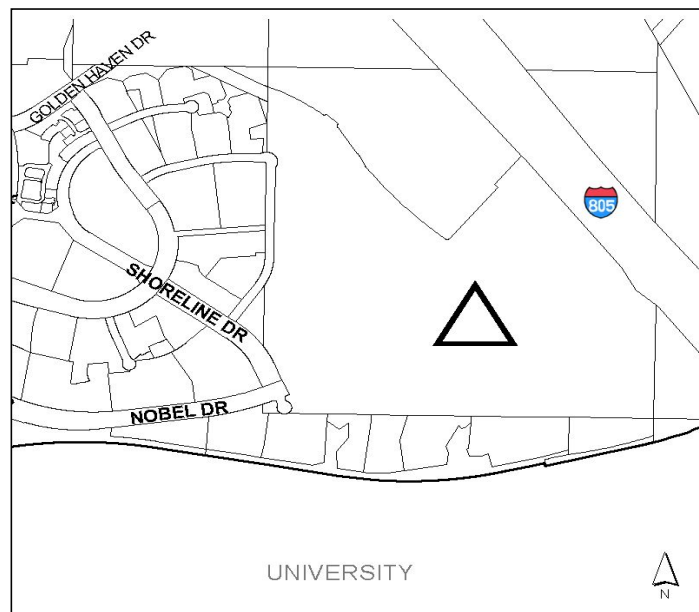 GOLDEN HAVEN DR
805
SHORELINE DR
NOBEL DR
UNIVERSITY
N